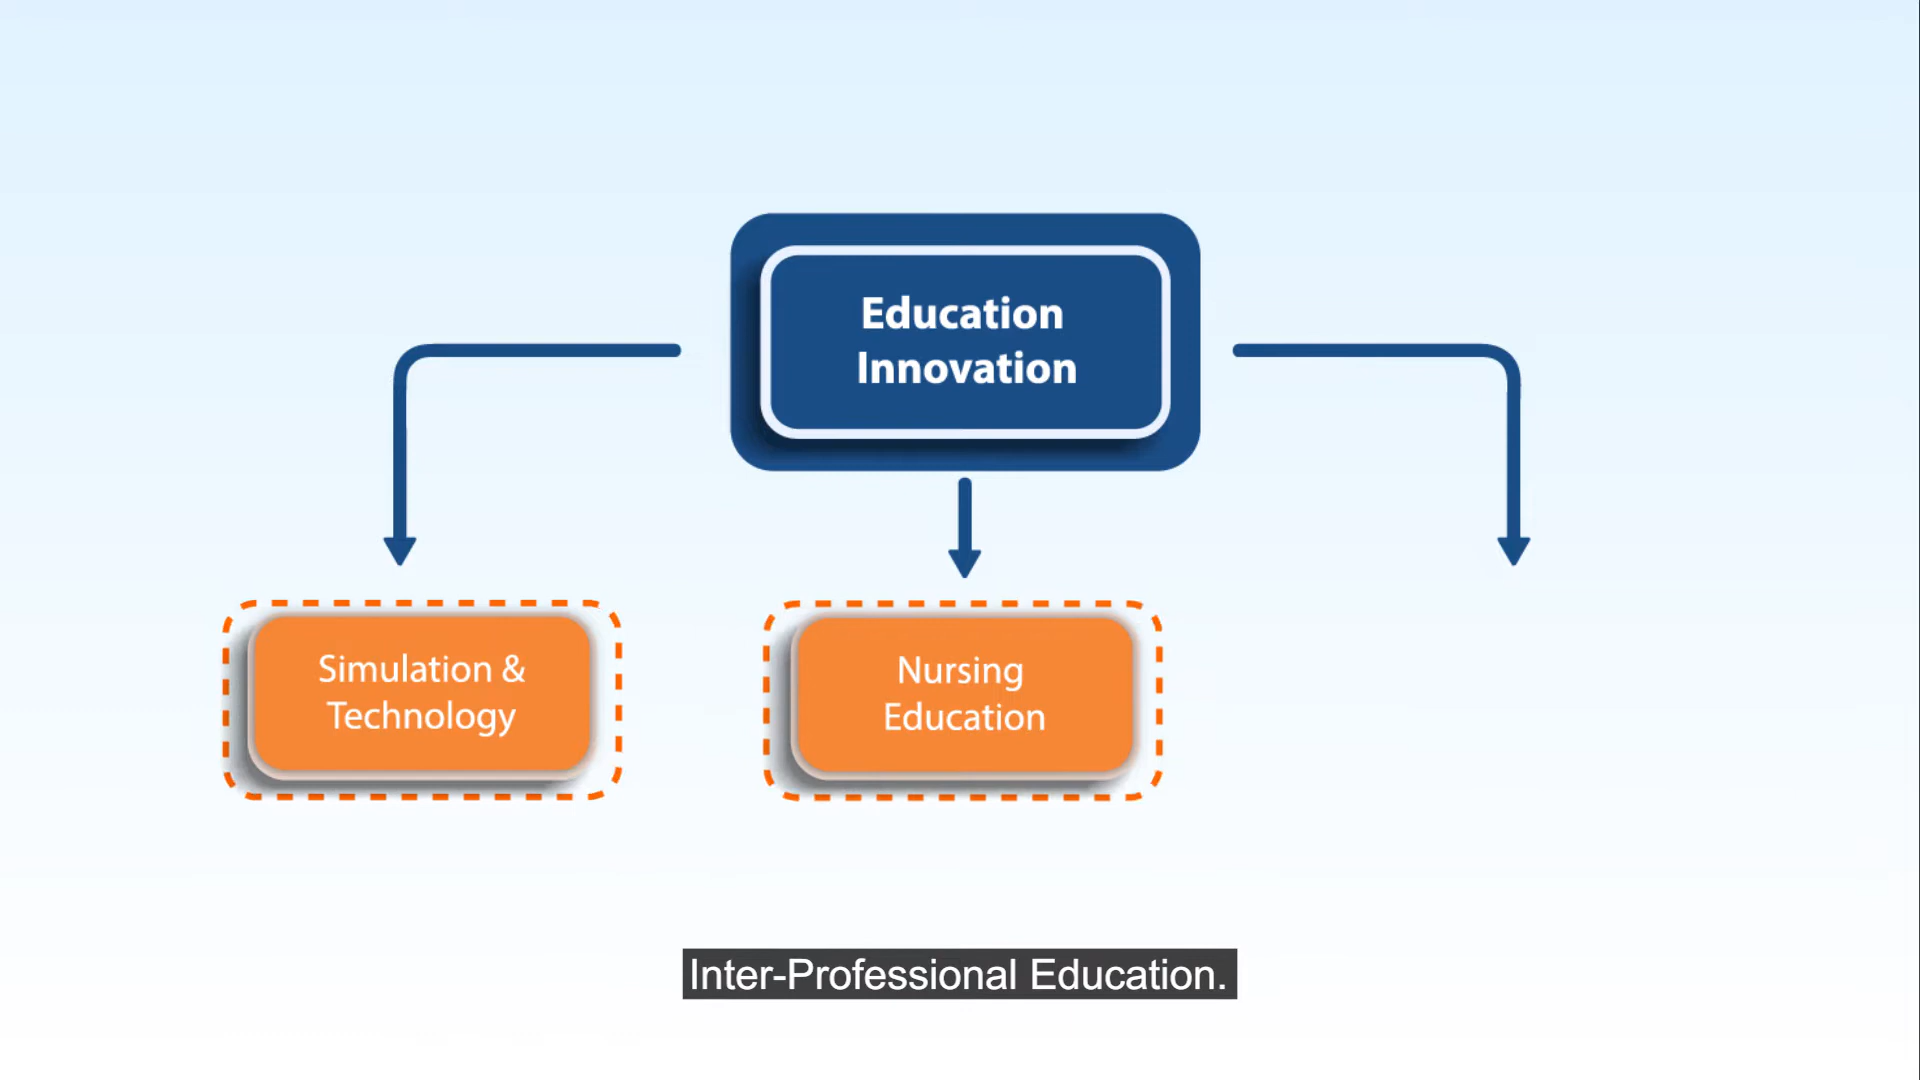 Education
Innovation
Simulation &
Technology
Nursing
Education
Inter-Professional Education.